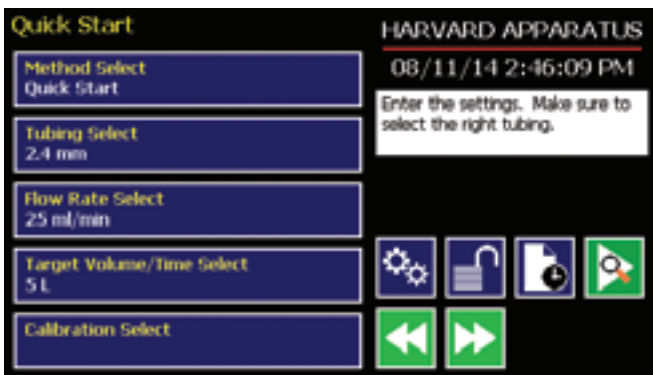 Quick Start
Method Select
Quick Start
Tubing Select
2.4 mm
Flow Rate Select
25 ml/min
Target Volume/Time Select
5 L
Calibration Select
HARVARD APPARATUS
08/11/14 2:46:09 PM
Enter the settings. Make sure to
select the right tubing.